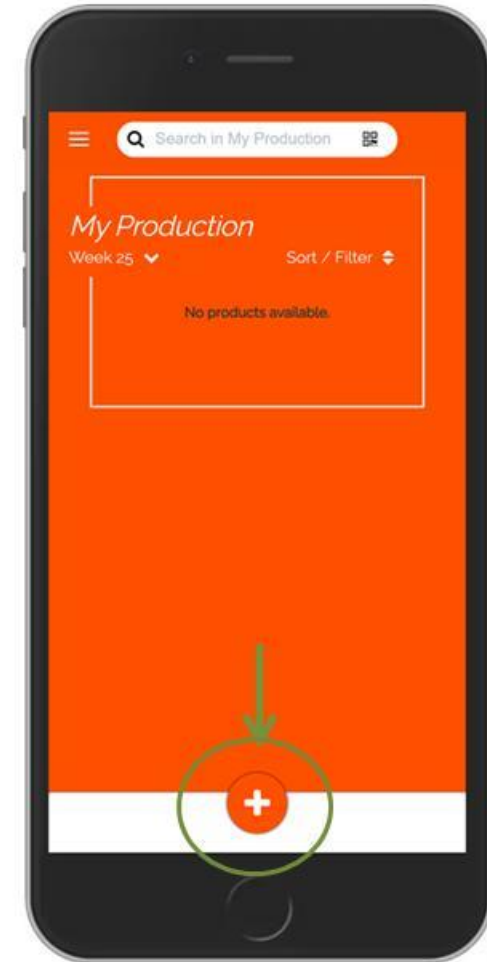 Search in My Production
My Production
Week 25
Sort / Filter
No products available.